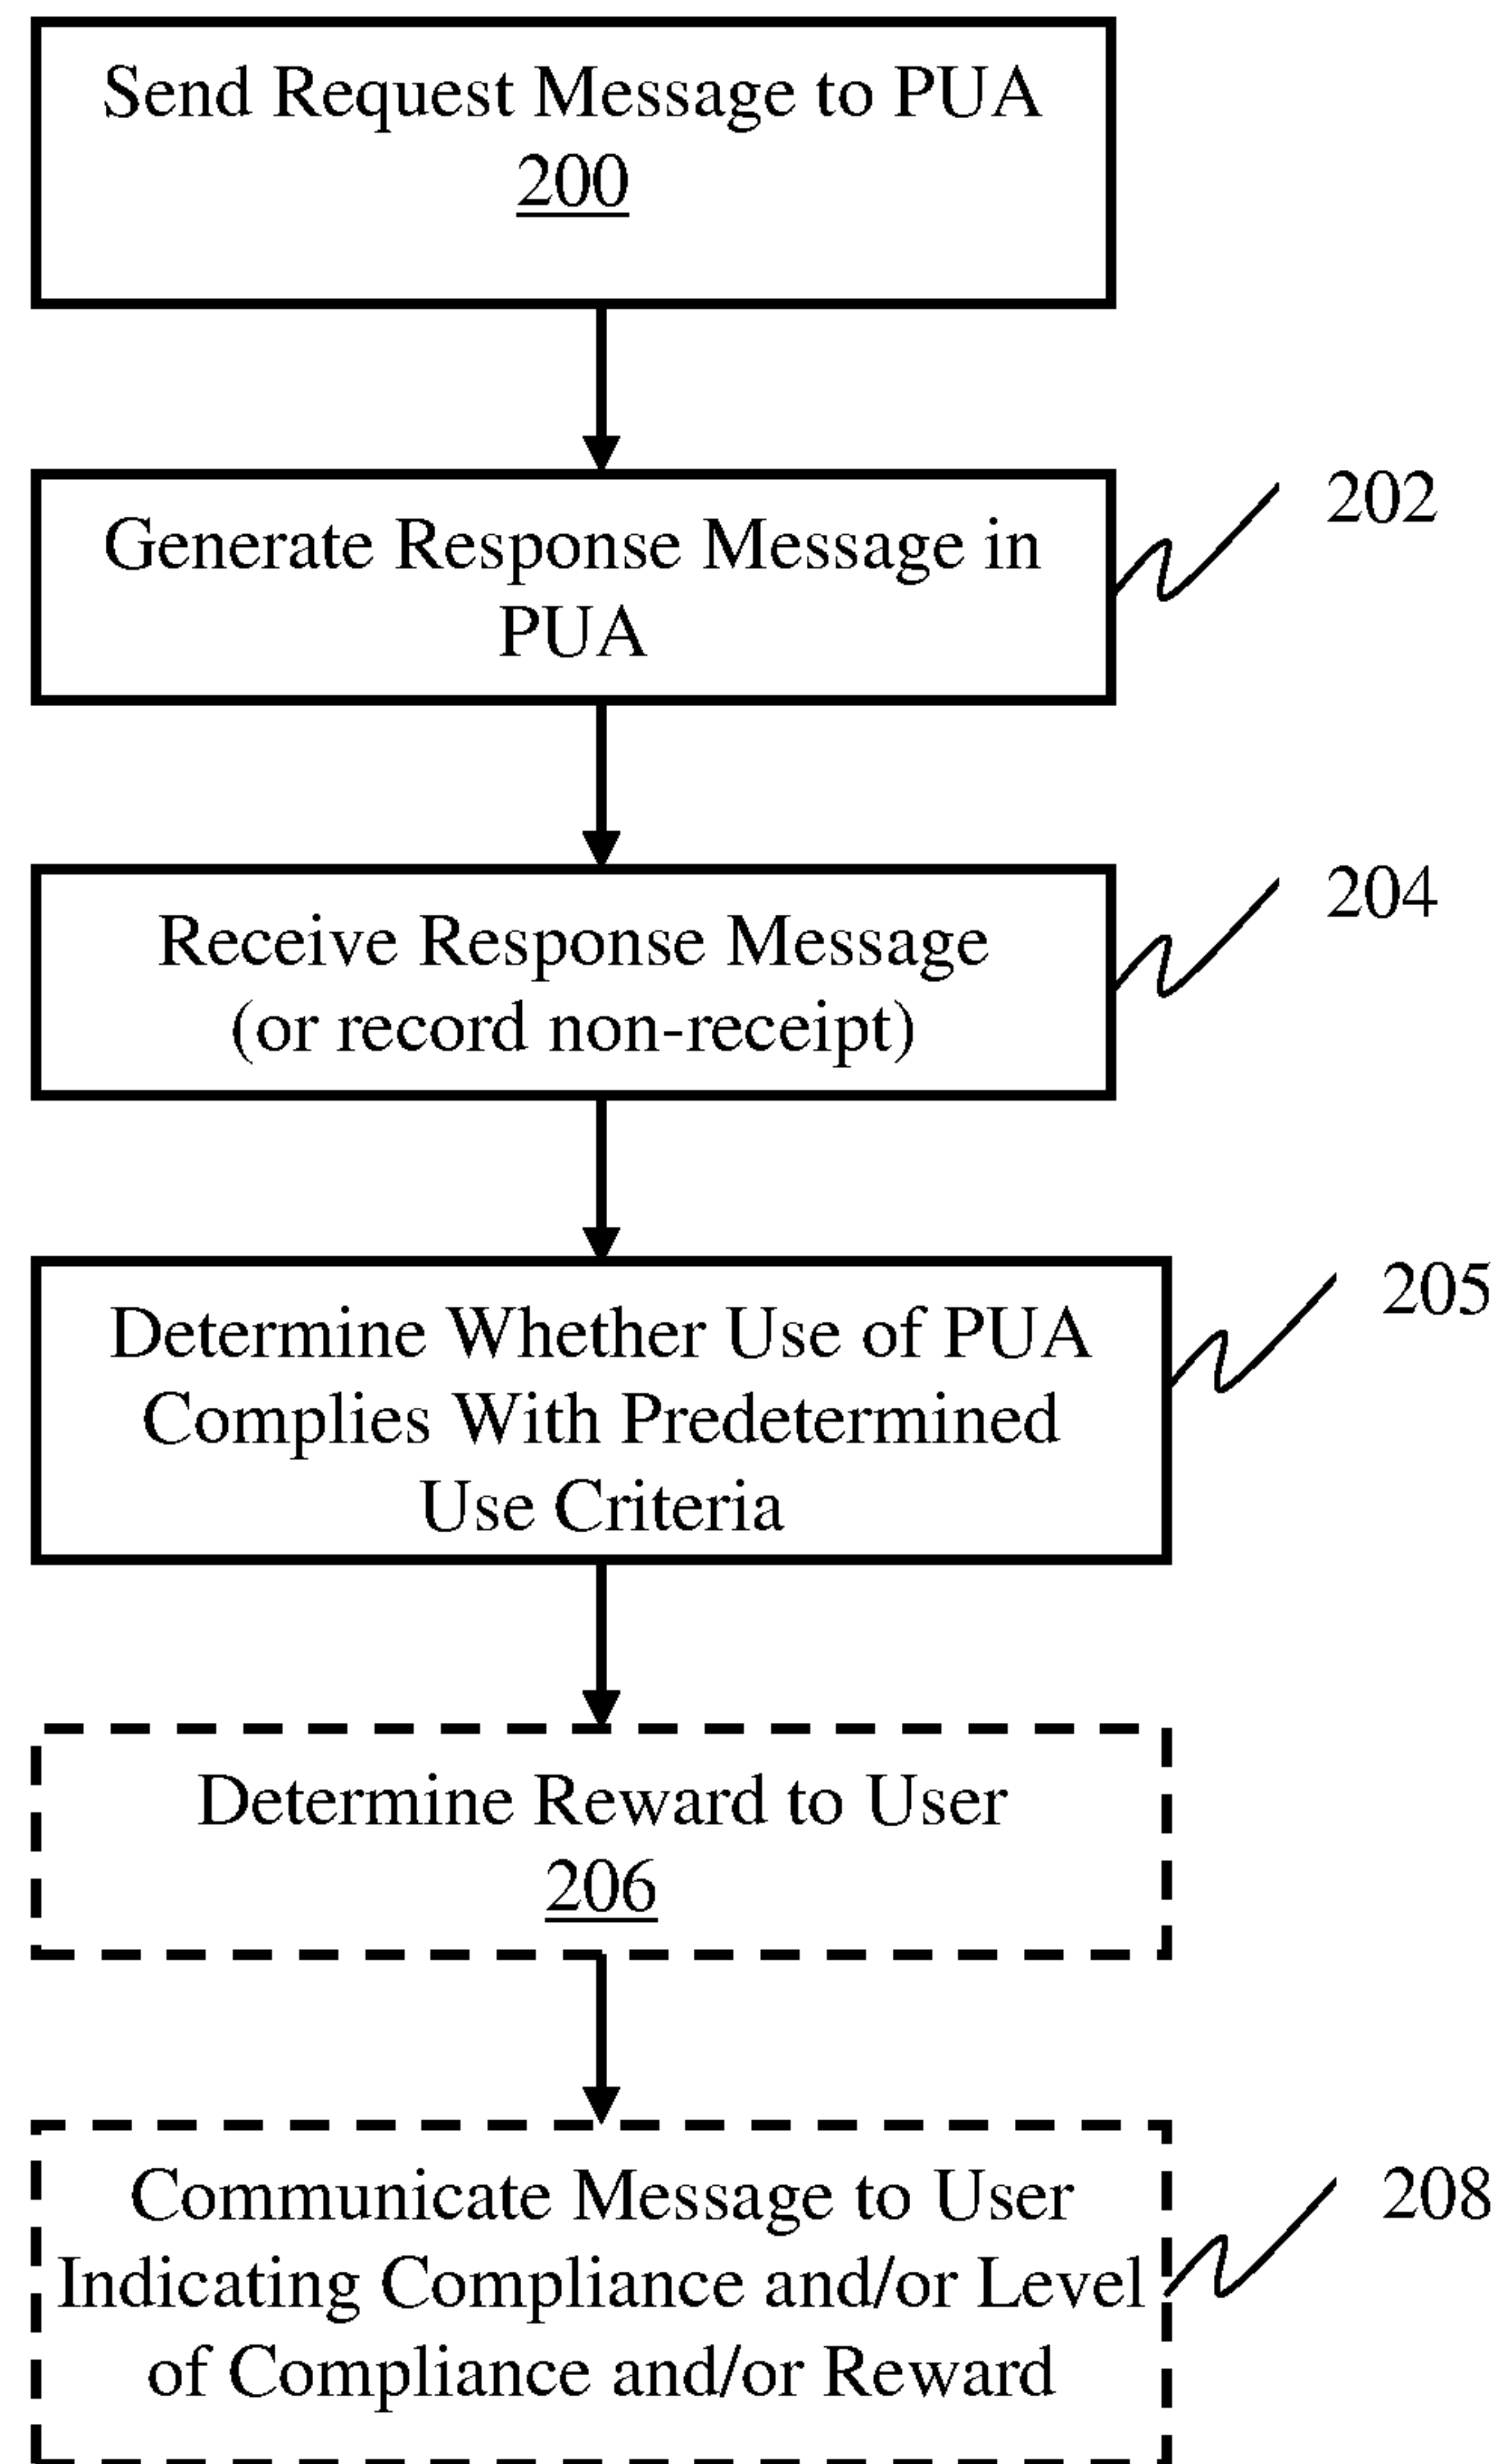 Send Request Message to PUA
200
Generate Response Message in
PUA
202
Receive Response Message
(or record non-receipt)
204
Determine Whether Use of PUA
Complies With Predetermined
Use Criteria
205
Determine Reward to User
206
Communicate Message to User
Indicating Compliance and/or Level
of Compliance and/or Reward
208